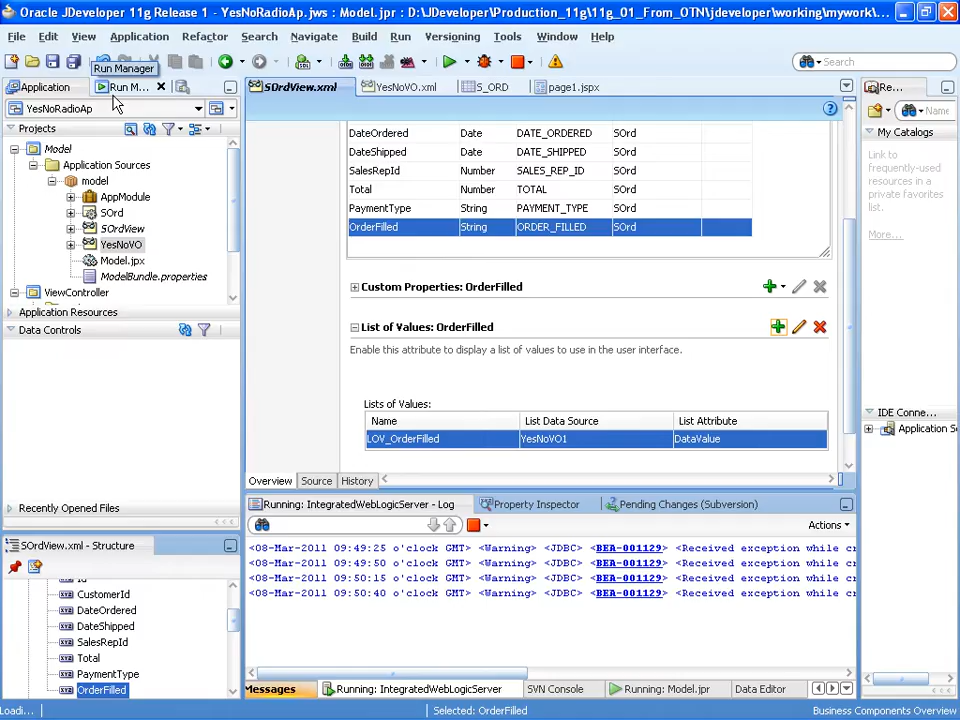 Oracle JDeveloper 11g Release 1 - YesNoRadioAp.jws : Model.jpr : D:\JDeveloper\Production_11g\11g_01_From_OTN\jdeveloper\working\mywork\...
File Edit View Application Refactor Search Navigate Build Run Versioning Tools Window Help
Run Manager
Search
Application Run M...
SOrdView.xml YesNoVO.xml S_ORD page1.jspx
Re...
YesNoRadioAp
Name
Projects
My Catalogs
Model
Application Sources
model
AppModule
SOrd
SOrdView
YesNoVO
Model.jpx
ModelBundle.properties
ViewController
Application Resources
Data Controls
Recently Opened Files
DateOrdered Date DATE_ORDERED SOrd
DateShipped Date DATE_SHIPPED SOrd
SalesRepId Number SALES_REP_ID SOrd
Total Number TOTAL SOrd
PaymentType String PAYMENT_TYPE SOrd
OrderFilled String ORDER_FILLED SOrd
Custom Properties: OrderFilled
List of Values: OrderFilled
Enable this attribute to display a list of values to use in the user interface.
Lists of Values:
Name List Data Source List Attribute
LOV_OrderFilled YesNoVO1 DataValue
Overview Source History
Link to
frequently-used
resources in a
private favorites
list.
More...
IDE Conne...
Application S
SOrdView.xml - Structure
Id
CustomerId
DateOrdered
DateShipped
SalesRepId
Total
PaymentType
OrderFilled
Running: IntegratedWebLogicServer - Log Property Inspector Pending Changes (Subversion)
Actions
<08-Mar-2011 09:49:25 o'clock GMT> <Warning> <JDBC> <BEA-001129> <Received exception while cr
<08-Mar-2011 09:49:50 o'clock GMT> <Warning> <JDBC> <BEA-001129> <Received exception while cr
<08-Mar-2011 09:50:15 o'clock GMT> <Warning> <JDBC> <BEA-001129> <Received exception while cr
<08-Mar-2011 09:50:40 o'clock GMT> <Warning> <JDBC> <BEA-001129> <Received exception while cr
Messages Running: IntegratedWebLogicServer SVN Console Running: Model.jpr Data Editor
Loadi... Selected: OrderFilled Business Components Overview